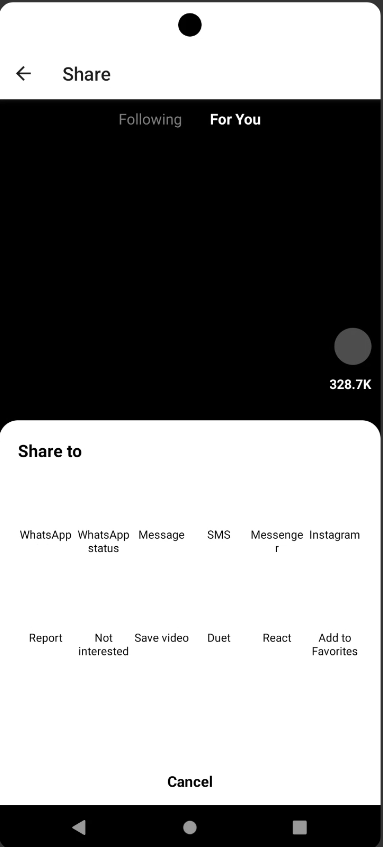 Share
Following For You
328.7K
Share to
WhatsApp WhatsApp status Message SMS Messenge
r Instagram
Report Not interested Save video Duet React Add to Favorites
Cancel